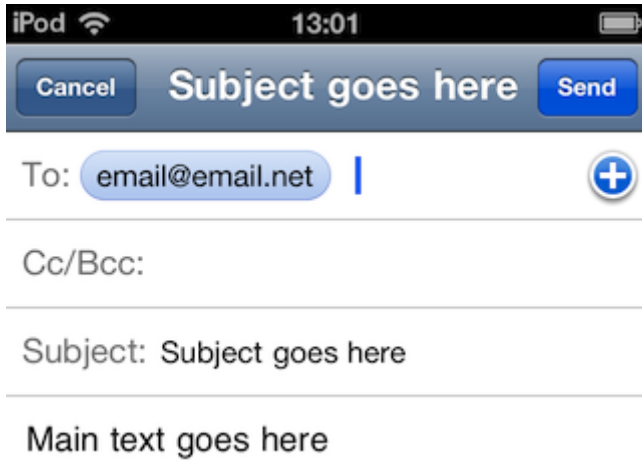 iPod 13:01
Cancel Subject goes here Send
To: email@email.net
Cc/Bcc:
Subject: Subject goes here
Main text goes here